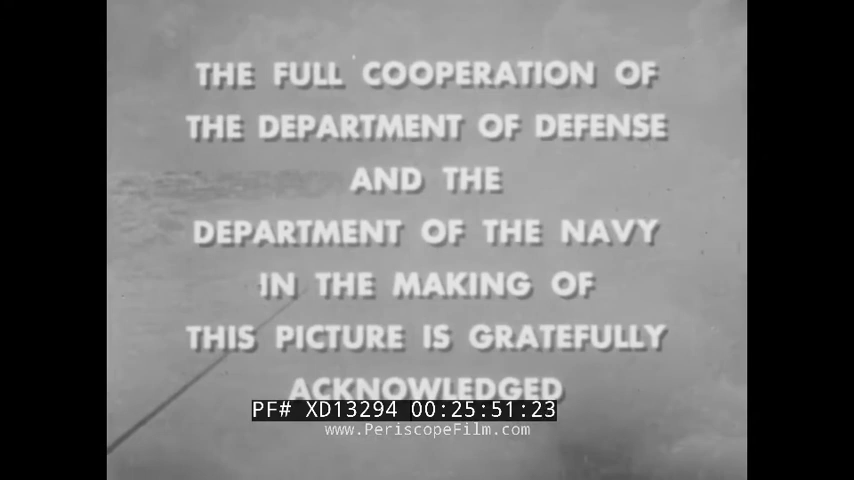 THE FULL COOPERATION OF
THE DEPARTMENT OF DEFENSE
AND THE
DEPARTMENT OF THE NAVY
IN THE MAKING OF
THIS PICTURE IS GRATEFULLY
ACKNOWLEDGED
PF# XD13294 00:25:51:23
www.PeriscopeFilm.com